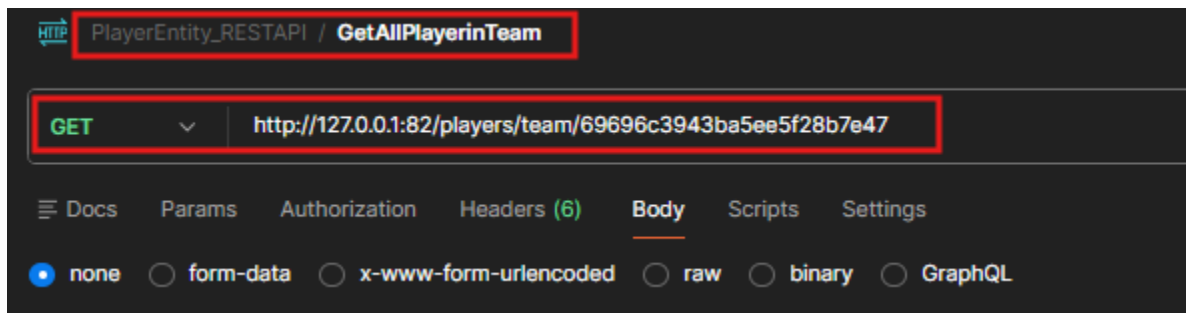 HTTP PlayerEntity_RESTAPI / GetAllPlayerinTeam
GET http://127.0.0.1:82/players/team/69696c3943ba5ee5f28b7e47
Docs Params Authorization Headers (6) Body Scripts Settings
none form-data x-www-form-urlencoded raw binary GraphQL